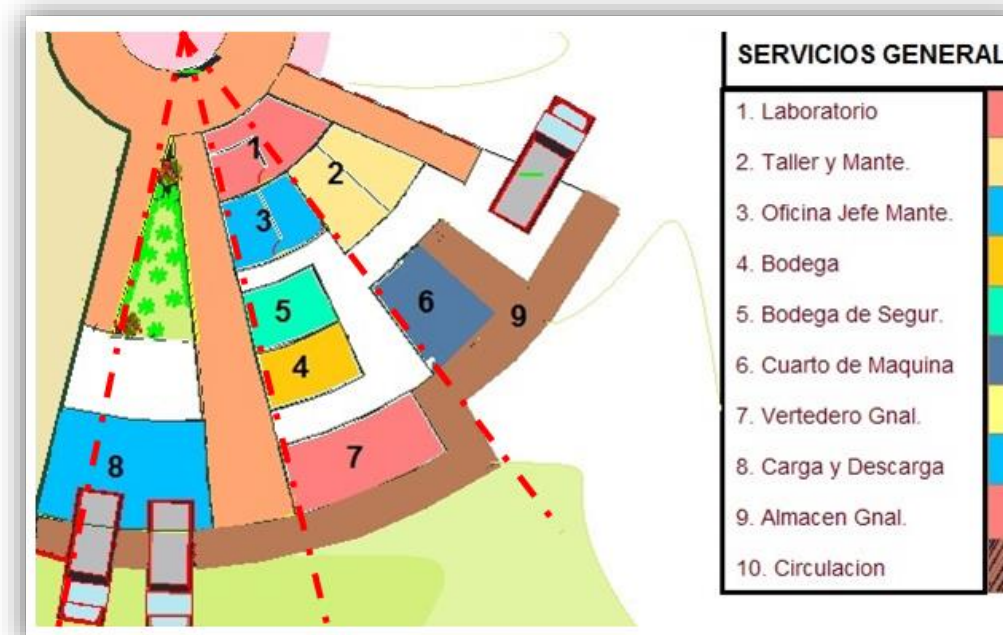 SERVICIOS GENERAL
1. Laboratorio
2. Taller y Mante.
3. Oficina Jefe Mante.
4. Bodega
5. Bodega de Segur.
6. Cuarto de Maquina
7. Vertedero Gnal.
8. Carga y Descarga
9. Almacen Gnal.
10. Circulacion
1
2
3
5
6
9
4
7
8